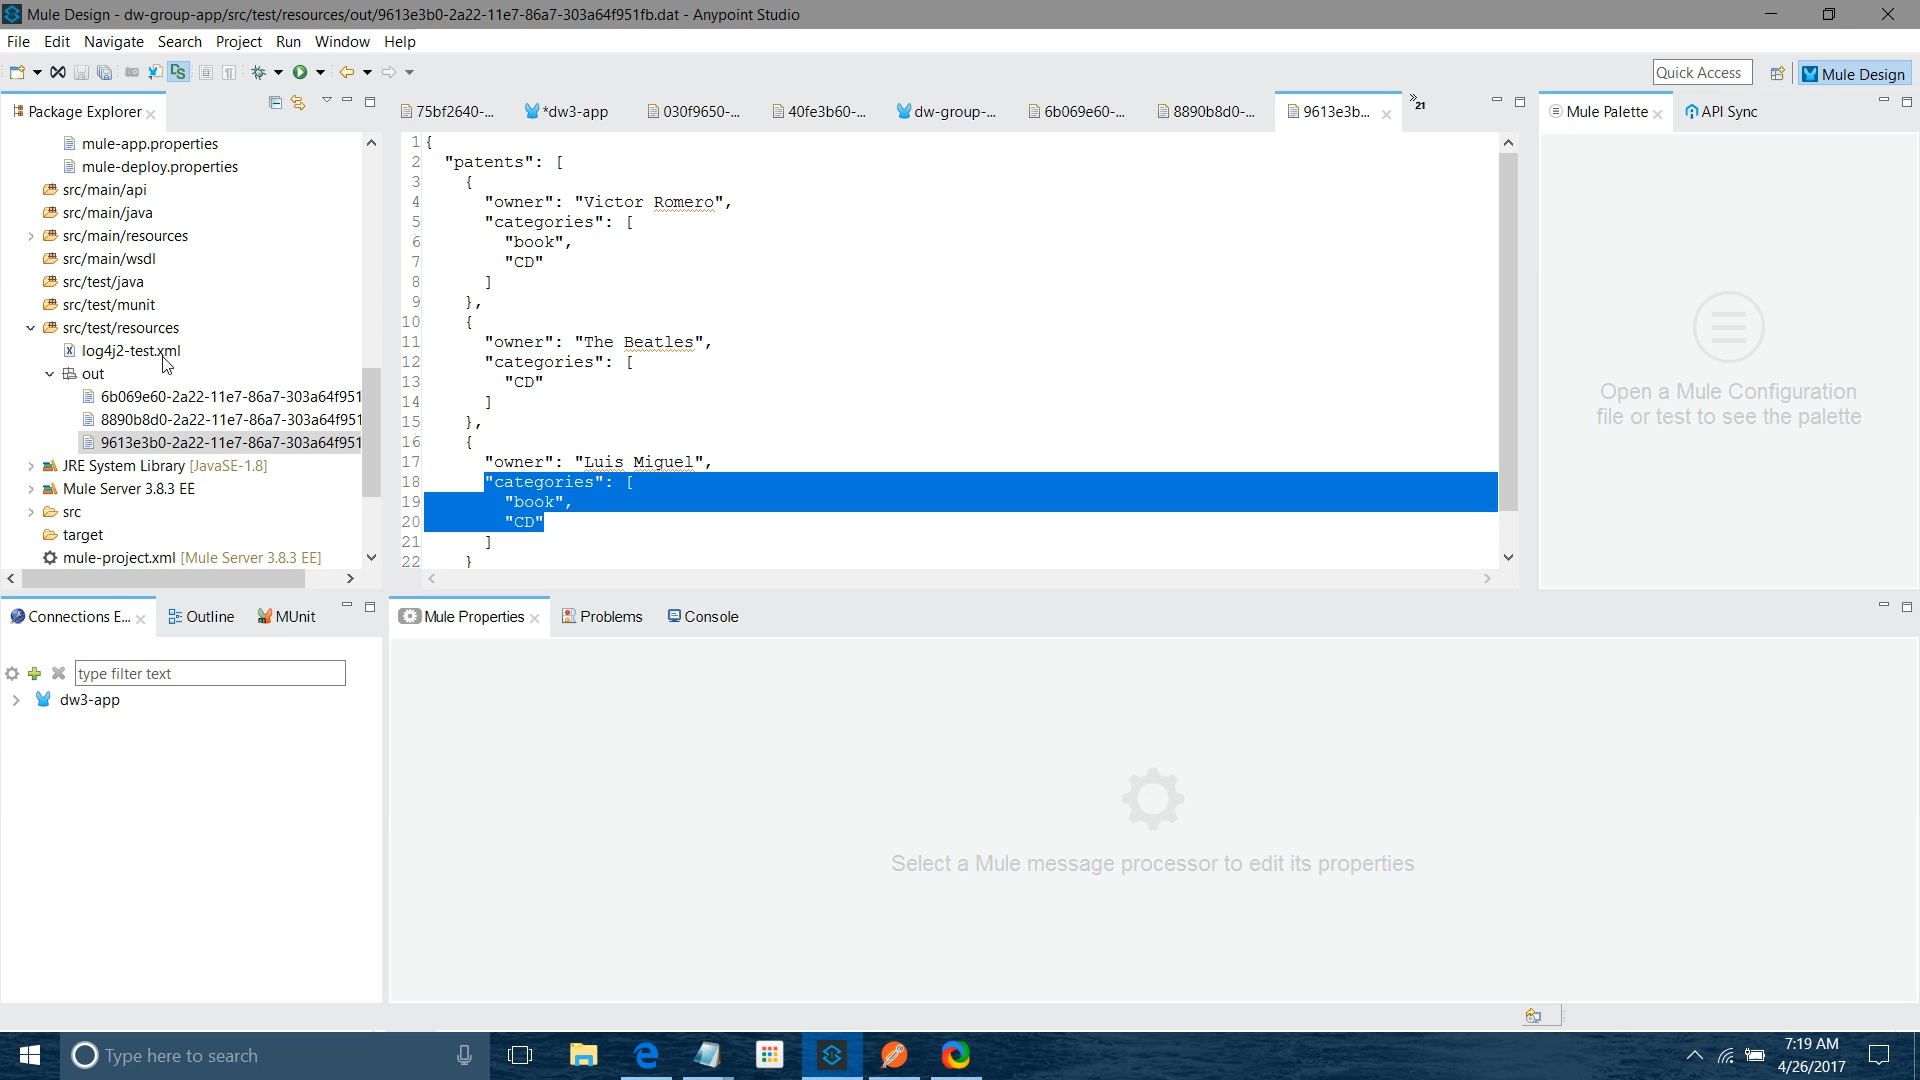 Mule Design - dw-group-app/src/test/resources/out/9613e3b0-2a22-11e7-86a7-303a64f951fb.dat - Anypoint Studio
File Edit Navigate Search Project Run Window Help
Quick Access
Mule Design
Package Explorer
75bf2640-...
*dw3-app
030f9650-...
40fe3b60-...
dw-group-...
6b069e60-...
8890b8d0-...
9613e3b...
»21
Mule Palette
API Sync
mule-app.properties
mule-deploy.properties
src/main/api
src/main/java
src/main/resources
src/main/wsdl
src/test/java
src/test/munit
src/test/resources
log4j2-test.xml
out
6b069e60-2a22-11e7-86a7-303a64f951
8890b8d0-2a22-11e7-86a7-303a64f951
9613e3b0-2a22-11e7-86a7-303a64f951
JRE System Library [JavaSE-1.8]
Mule Server 3.8.3 EE
src
target
mule-project.xml [Mule Server 3.8.3 EE]
1 {
2 "patents": [
3 {
4 "owner": "Victor Romero",
5 "categories": [
6 "book",
7 "CD"
8 ]
9 },
10 {
11 "owner": "The Beatles",
12 "categories": [
13 "CD"
14 ]
15 },
16 {
17 "owner": "Luis Miguel",
18 "categories": [
19 "book",
20 "CD"
21 ]
22 }
Open a Mule Configuration
file or test to see the palette
Connections E...
Outline
MUnit
type filter text
dw3-app
Mule Properties
Problems
Console
Select a Mule message processor to edit its properties
Type here to search
7:19 AM
4/26/2017